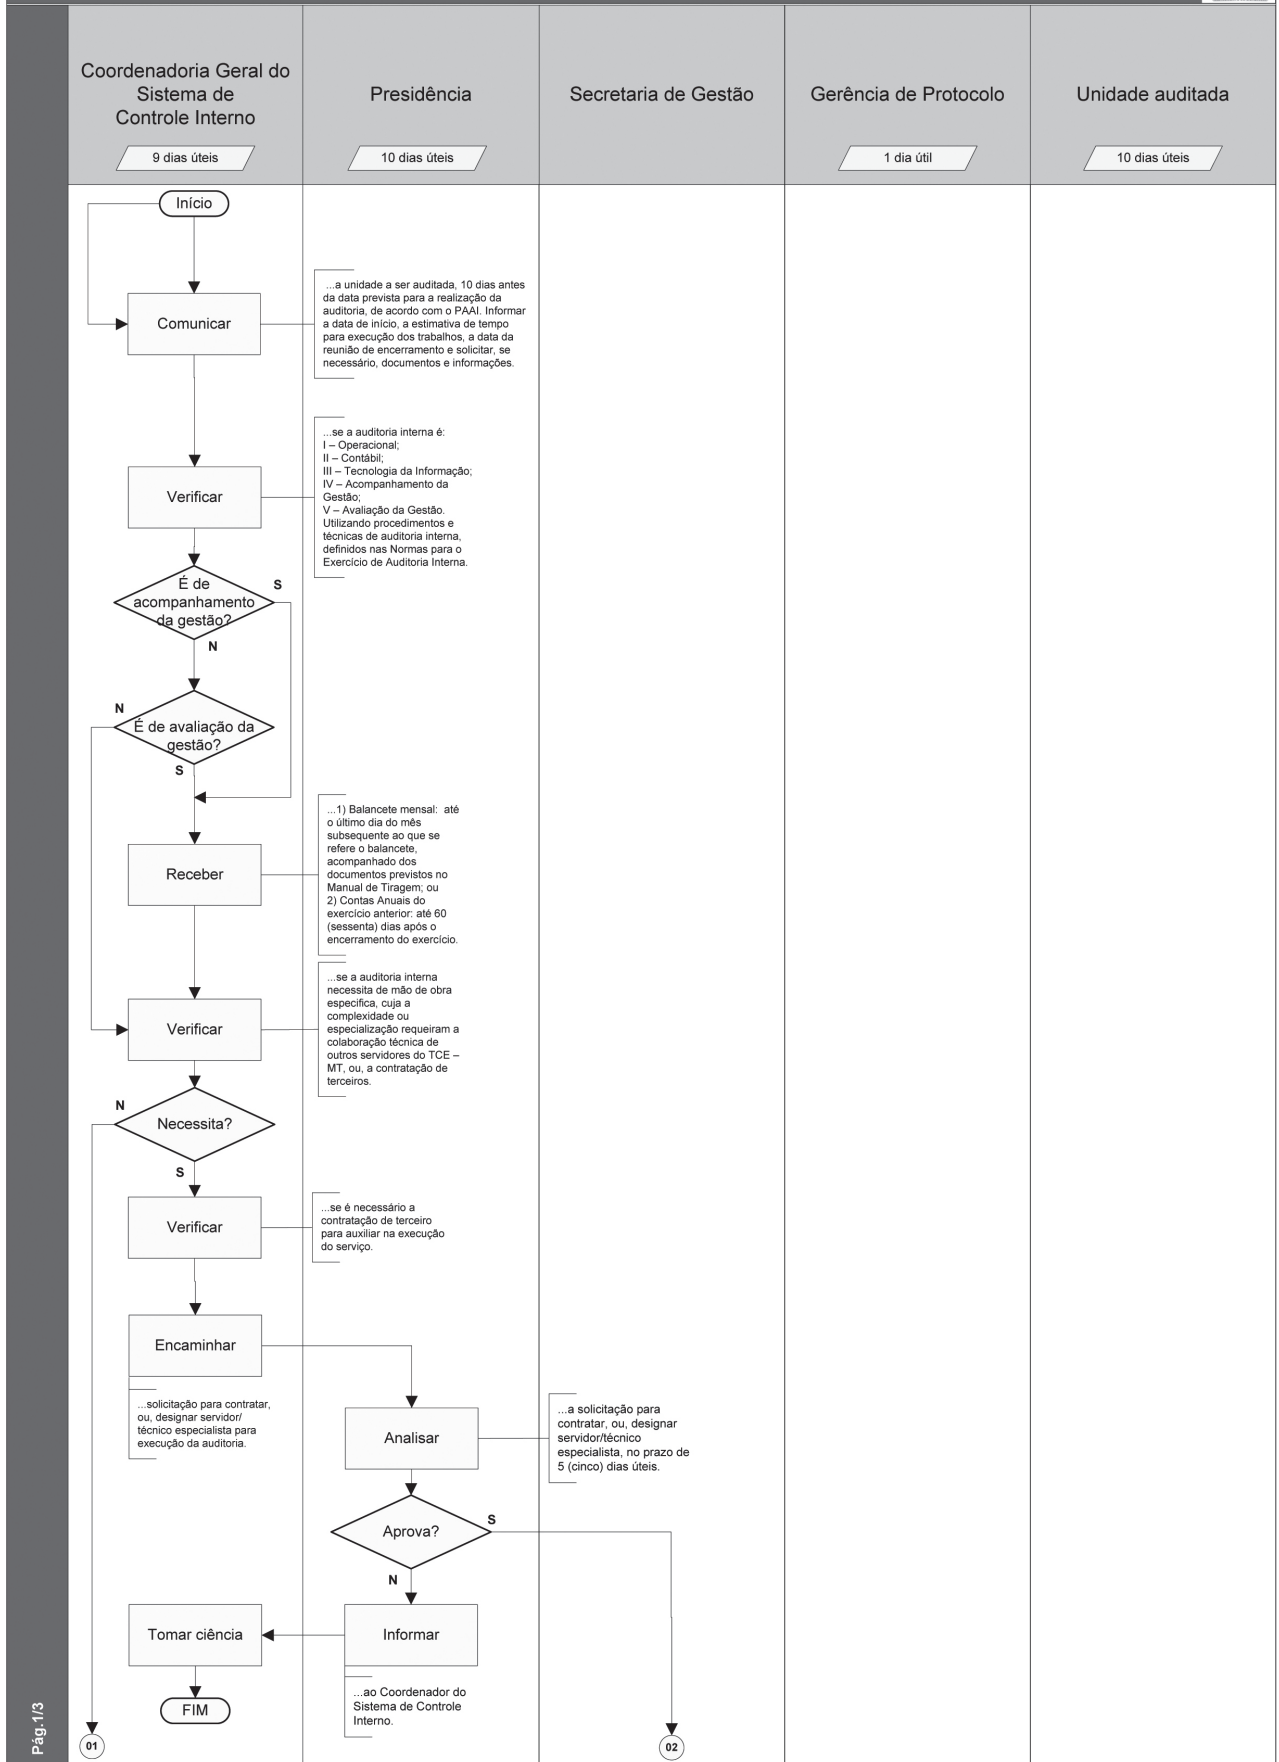 Coordenadoria Geral do
Sistema de
Controle Interno
9 dias úteis
Presidência
10 dias úteis
Secretaria de Gestão
Gerência de Protocolo
1 dia útil
Unidade auditada
10 dias úteis
Início
Comunicar
...a unidade a ser auditada, 10 dias antes
da data prevista para a realização da
auditoria, de acordo com o PAAI. Informar
a data de início, a estimativa de tempo
para execução dos trabalhos, a data da
reunião de encerramento e solicitar, se
necessário, documentos e informações.
Verificar
...se a auditoria interna é:
I – Operacional;
II – Contábil;
III – Tecnologia da Informação;
IV – Acompanhamento da
Gestão;
V – Avaliação da Gestão.
Utilizando procedimentos e
técnicas de auditoria interna,
definidos nas Normas para o
Exercício de Auditoria Interna.
É de
acompanhamento
da gestão?
S
N
É de avaliação da
gestão?
N
S
Receber
...1) Balancete mensal: até
o último dia do mês
subsequente ao que se
refere o balancete,
acompanhado dos
documentos previstos no
Manual de Tiragem; ou
2) Contas Anuais do
exercício anterior: até 60
(sessenta) dias após o
encerramento do exercício.
Verificar
...se a auditoria interna
necessita de mão de obra
especifica, cuja a
complexidade ou
especialização requeiram a
colaboração técnica de
outros servidores do TCE –
MT, ou, a contratação de
terceiros.
N
Necessita?
S
Verificar
...se é necessário a
contratação de terceiro
para auxiliar na execução
do serviço.
Encaminhar
...solicitação para contratar,
ou, designar servidor/
técnico especialista para
execução da auditoria.
Analisar
...a solicitação para
contratar, ou, designar
servidor/técnico
especialista, no prazo de
5 (cinco) dias úteis.
Aprova?
S
N
Tomar ciência
Informar
...ao Coordenador do
Sistema de Controle
Interno.
FIM
01
02
Pág.1/3